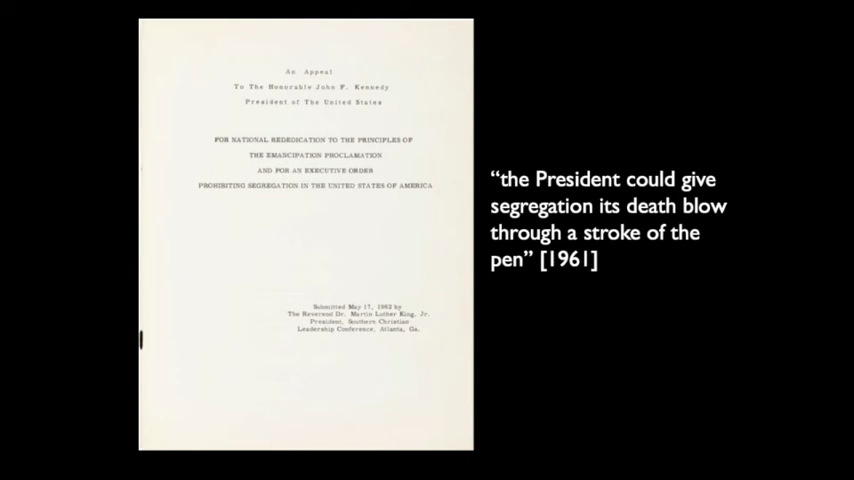 An Appeal
To The Honorable John F. Kennedy
President of The United States
FOR NATIONAL REDEDICATION TO THE PRINCIPLES OF
THE EMANCIPATION PROCLAMATION
AND FOR AN EXECUTIVE ORDER
PROHIBITING SEGREGATION IN THE UNITED STATES OF AMERICA
Submitted May 17, 1962 by
The Reverend Dr. Martin Luther King, Jr.
President, Southern Christian
Leadership Conference, Atlanta, Ga.
“the President could give
segregation its death blow
through a stroke of the
pen” [1961]